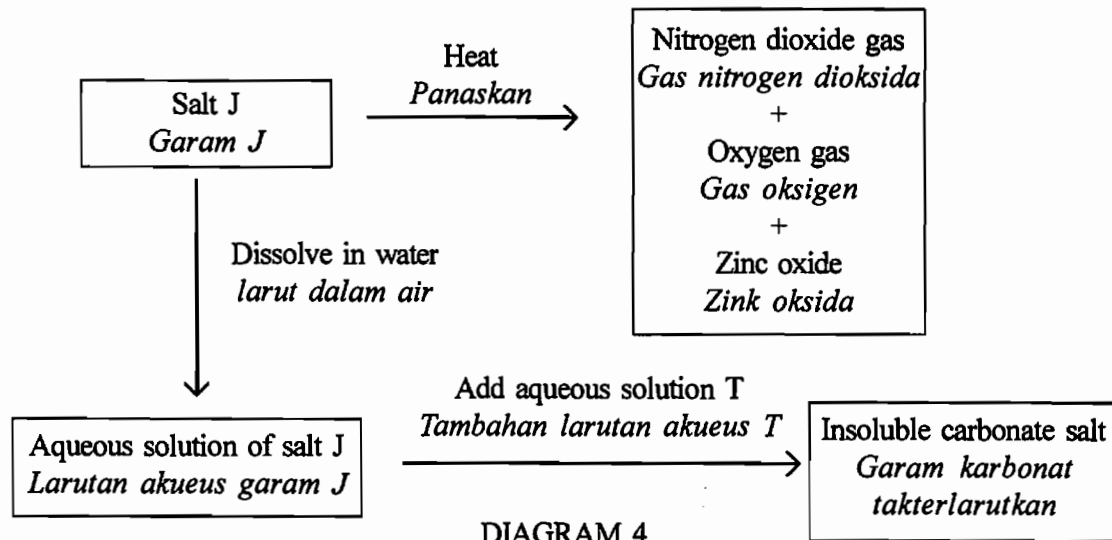 Salt J
Garam J
Heat
Panaskan
Nitrogen dioxide gas
Gas nitrogen dioksida
+
Oxygen gas
Gas oksigen
+
Zinc oxide
Zink oksida
Dissolve in water
larut dalam air
Aqueous solution of salt J
Larutan akueus garam J
Add aqueous solution T
Tambahan larutan akueus T
Insoluble carbonate salt
Garam karbonat
takterlarutkan
DIAGRAM 4